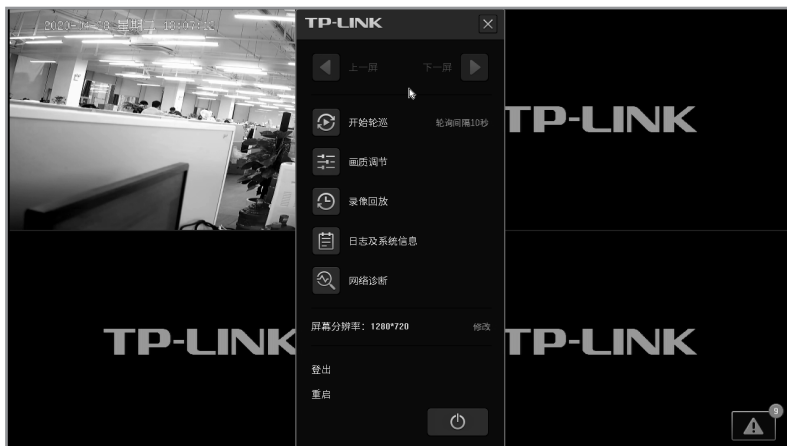 TP-LINK
上一屏 下一屏
开始轮巡 轮询间隔10秒
画质调节
录像回放
日志及系统信息
网络诊断
屏幕分辨率：1280*720 修改
登出
重启
TP-LINK
TP-LINK
TP-LINK
9